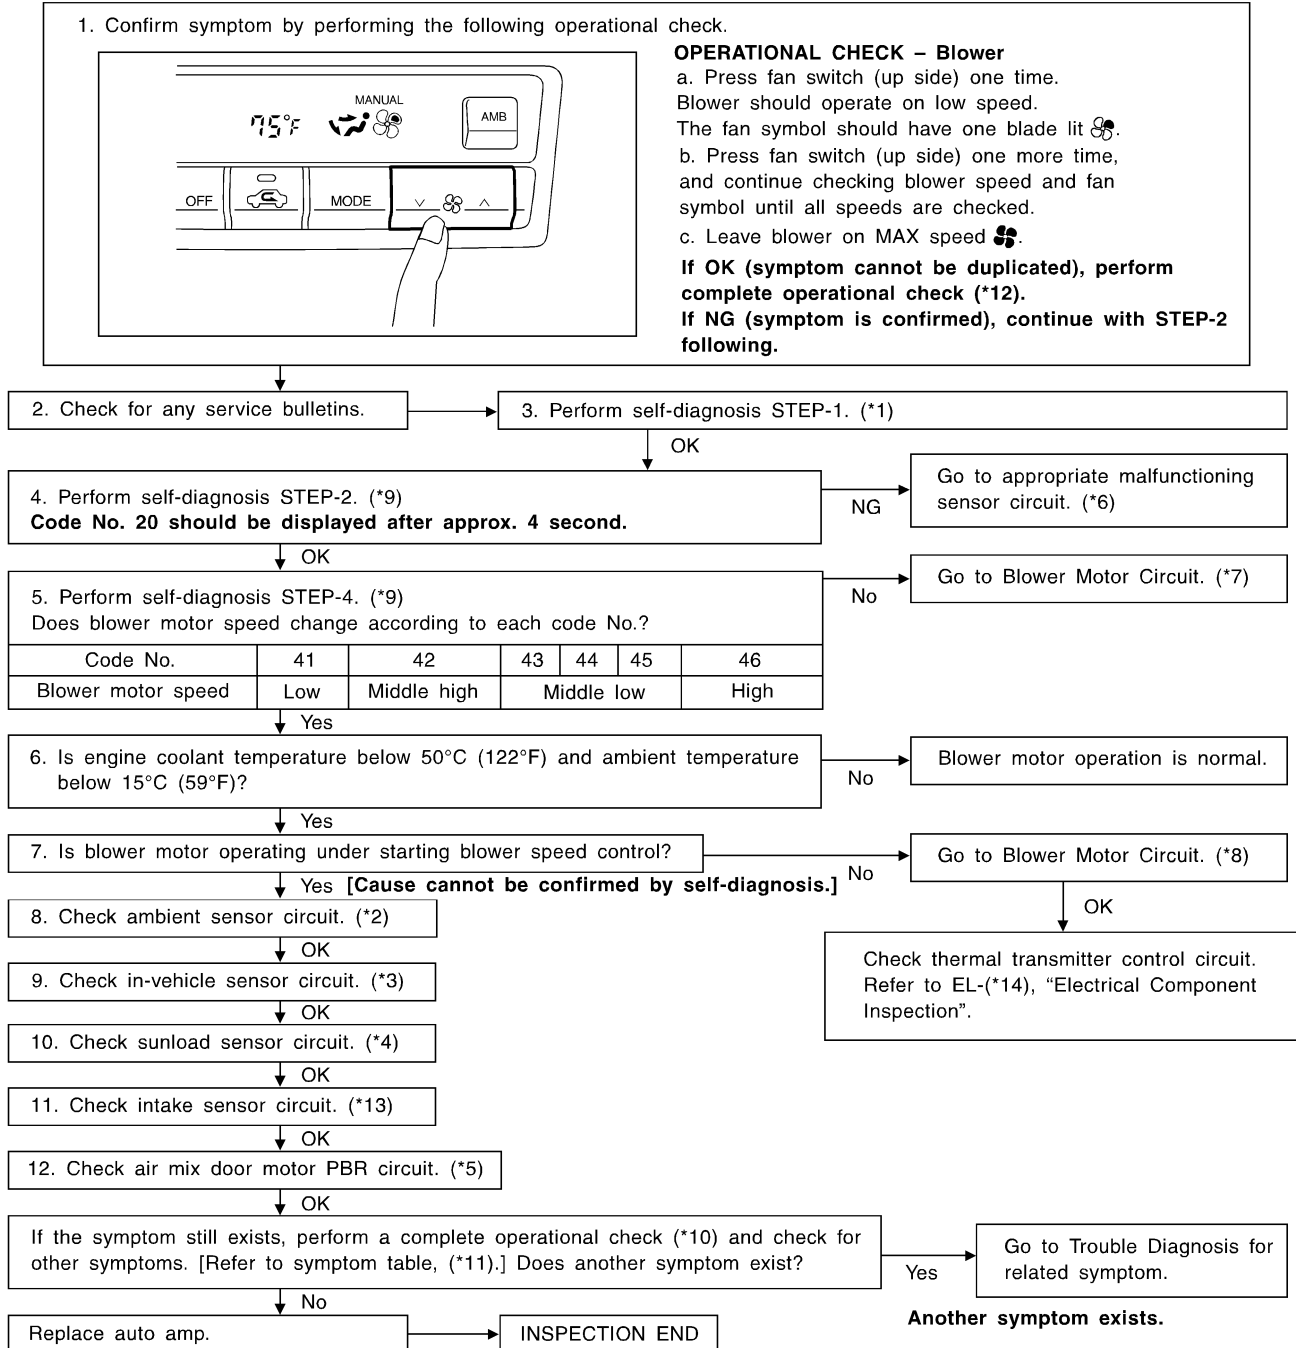 1. Confirm symptom by performing the following operational check.
MANUAL
75°F
AMB
OFF
MODE
OPERATIONAL CHECK – Blower
a. Press fan switch (up side) one time.
Blower should operate on low speed.
The fan symbol should have one blade lit.
b. Press fan switch (up side) one more time,
and continue checking blower speed and fan
symbol until all speeds are checked.
c. Leave blower on MAX speed.
If OK (symptom cannot be duplicated), perform
complete operational check (*12).
If NG (symptom is confirmed), continue with STEP-2
following.
2. Check for any service bulletins.
3. Perform self-diagnosis STEP-1. (*1)
OK
4. Perform self-diagnosis STEP-2. (*9)
Code No. 20 should be displayed after approx. 4 second.
NG
Go to appropriate malfunctioning
sensor circuit. (*6)
OK
5. Perform self-diagnosis STEP-4. (*9)
Does blower motor speed change according to each code No.?
No
Go to Blower Motor Circuit. (*7)
Code No. 41 42 43 44 45 46
Blower motor speed Low Middle high Middle low High
Yes
6. Is engine coolant temperature below 50°C (122°F) and ambient temperature
below 15°C (59°F)?
No
Blower motor operation is normal.
Yes
7. Is blower motor operating under starting blower speed control?
No
Go to Blower Motor Circuit. (*8)
Yes [Cause cannot be confirmed by self-diagnosis.]
OK
Check thermal transmitter control circuit.
Refer to EL-(*14), “Electrical Component
Inspection”.
8. Check ambient sensor circuit. (*2)
OK
9. Check in-vehicle sensor circuit. (*3)
OK
10. Check sunload sensor circuit. (*4)
OK
11. Check intake sensor circuit. (*13)
OK
12. Check air mix door motor PBR circuit. (*5)
OK
If the symptom still exists, perform a complete operational check (*10) and check for
other symptoms. [Refer to symptom table, (*11).] Does another symptom exist?
Yes
Go to Trouble Diagnosis for
related symptom.
Another symptom exists.
No
Replace auto amp.
INSPECTION END